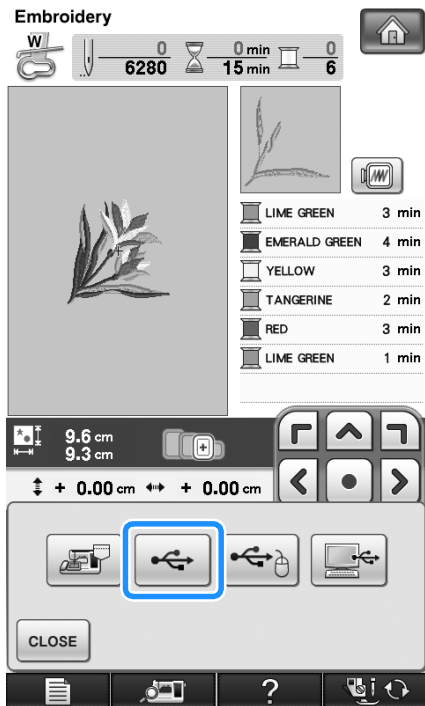 Embroidery
W
0 0 min 0
6280 15 min 6
LIME GREEN 3 min
EMERALD GREEN 4 min
YELLOW 3 min
TANGERINE 2 min
RED 3 min
LIME GREEN 1 min
9.6 cm
9.3 cm
+ 0.00 cm + 0.00 cm
CLOSE
?